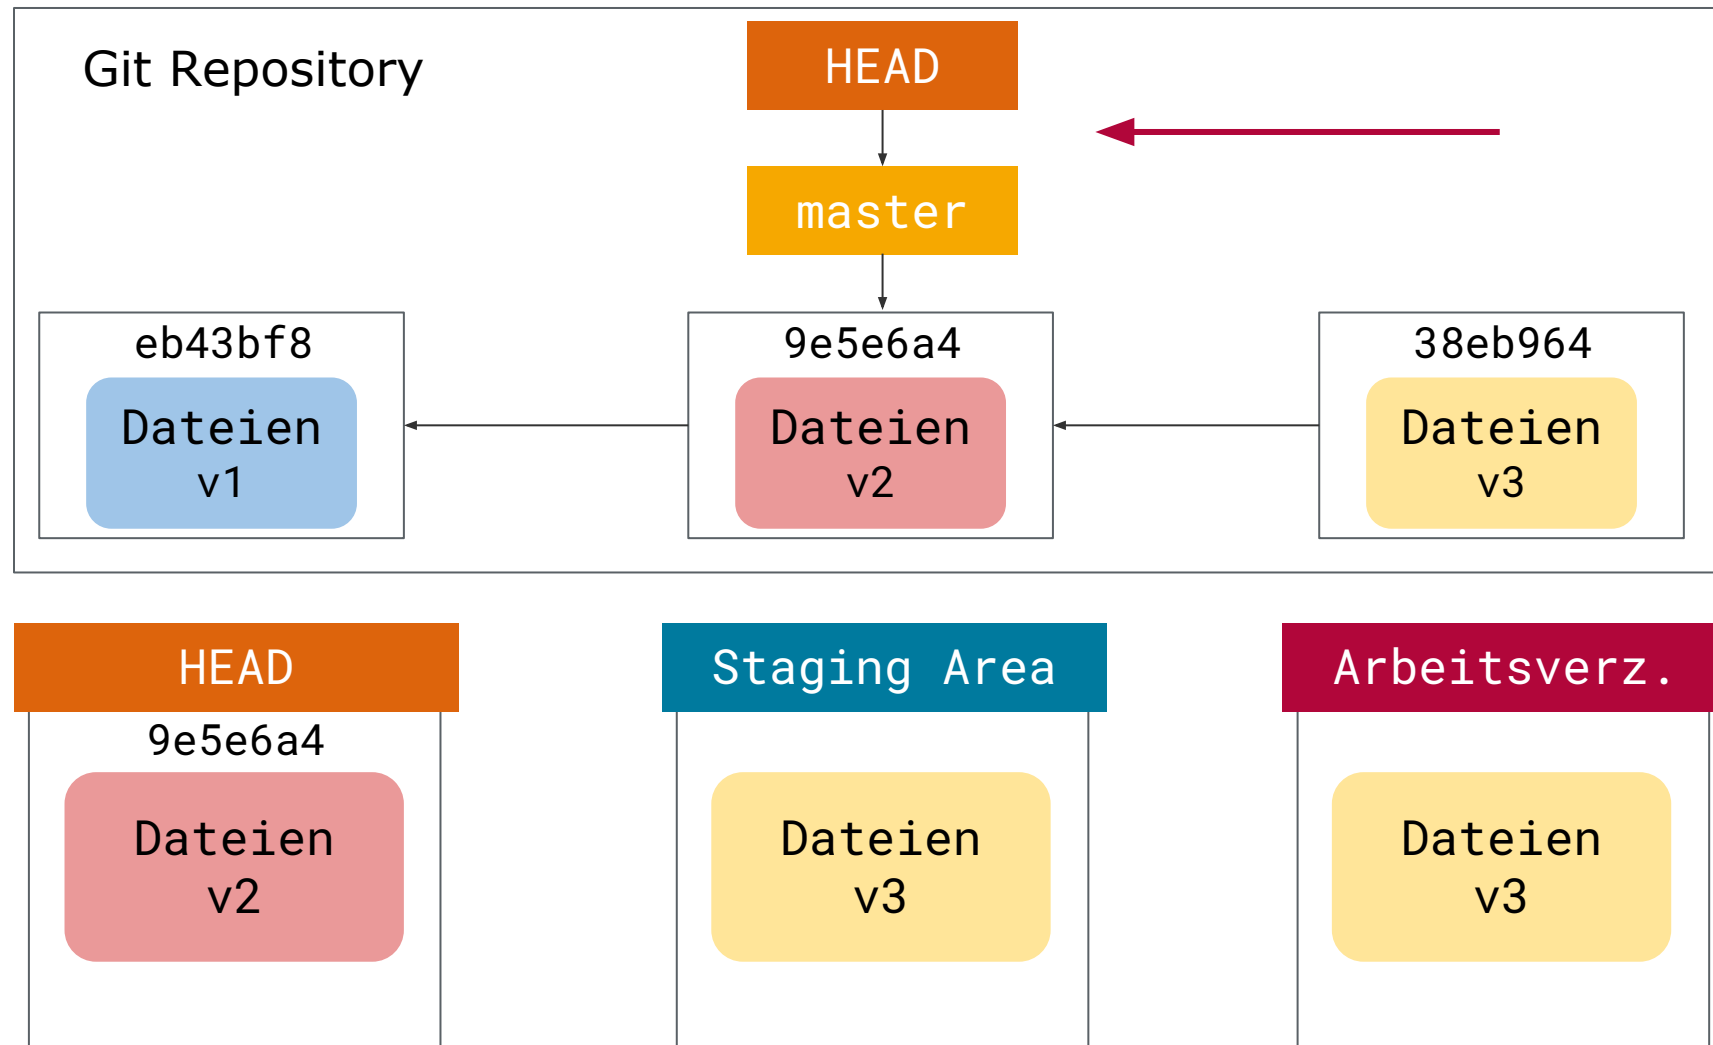 Git Repository
HEAD
master
eb43bf8
Dateien
v1
9e5e6a4
Dateien
v2
38eb964
Dateien
v3
HEAD
9e5e6a4
Dateien
v2
Staging Area
Dateien
v3
Arbeitsverz.
Dateien
v3